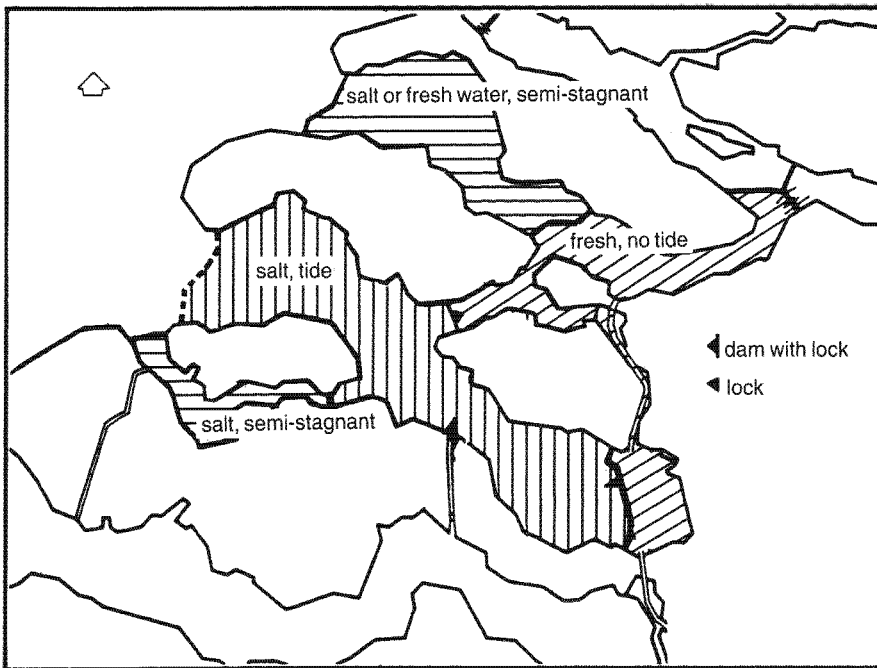 salt or fresh water, semi-stagnant
fresh, no tide
salt, tide
dam with lock
lock
salt, semi-stagnant